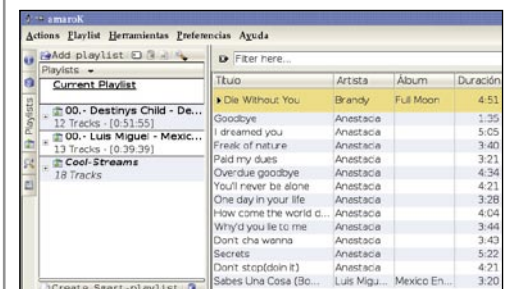 amaroK
Actions Playlist Herramientas Preferencias Ayuda
Add playlist
Playlists
Current Playlist
00.- Destinys Child - De...
12 Tracks - [0:51:55]
00.- Luis Miguel - Mexic...
13 Tracks - [0:39:39]
Cool-Streams
18 Tracks
Create Smart-playlist
Playlists
Filter here...
Título Artista Álbum Duración
Die Without You Brandy Full Moon 4:51
Goodbye Anastacia 1:35
I dreamed you Anastacia 5:05
Freak of nature Anastacia 3:40
Paid my dues Anastacia 3:21
Overdue goodbye Anastacia 4:34
You'll never be alone Anastacia 4:21
One day in your life Anastacia 3:28
How come the world d... Anastacia 4:04
Why'd you lie to me Anastacia 3:44
Don't cha wanna Anastacia 3:43
Secrets Anastacia 5:22
Don't stop(doin it) Anastacia 4:21
Sabes Una Cosa (Bo... Luis Migu... Mexico En... 3:20